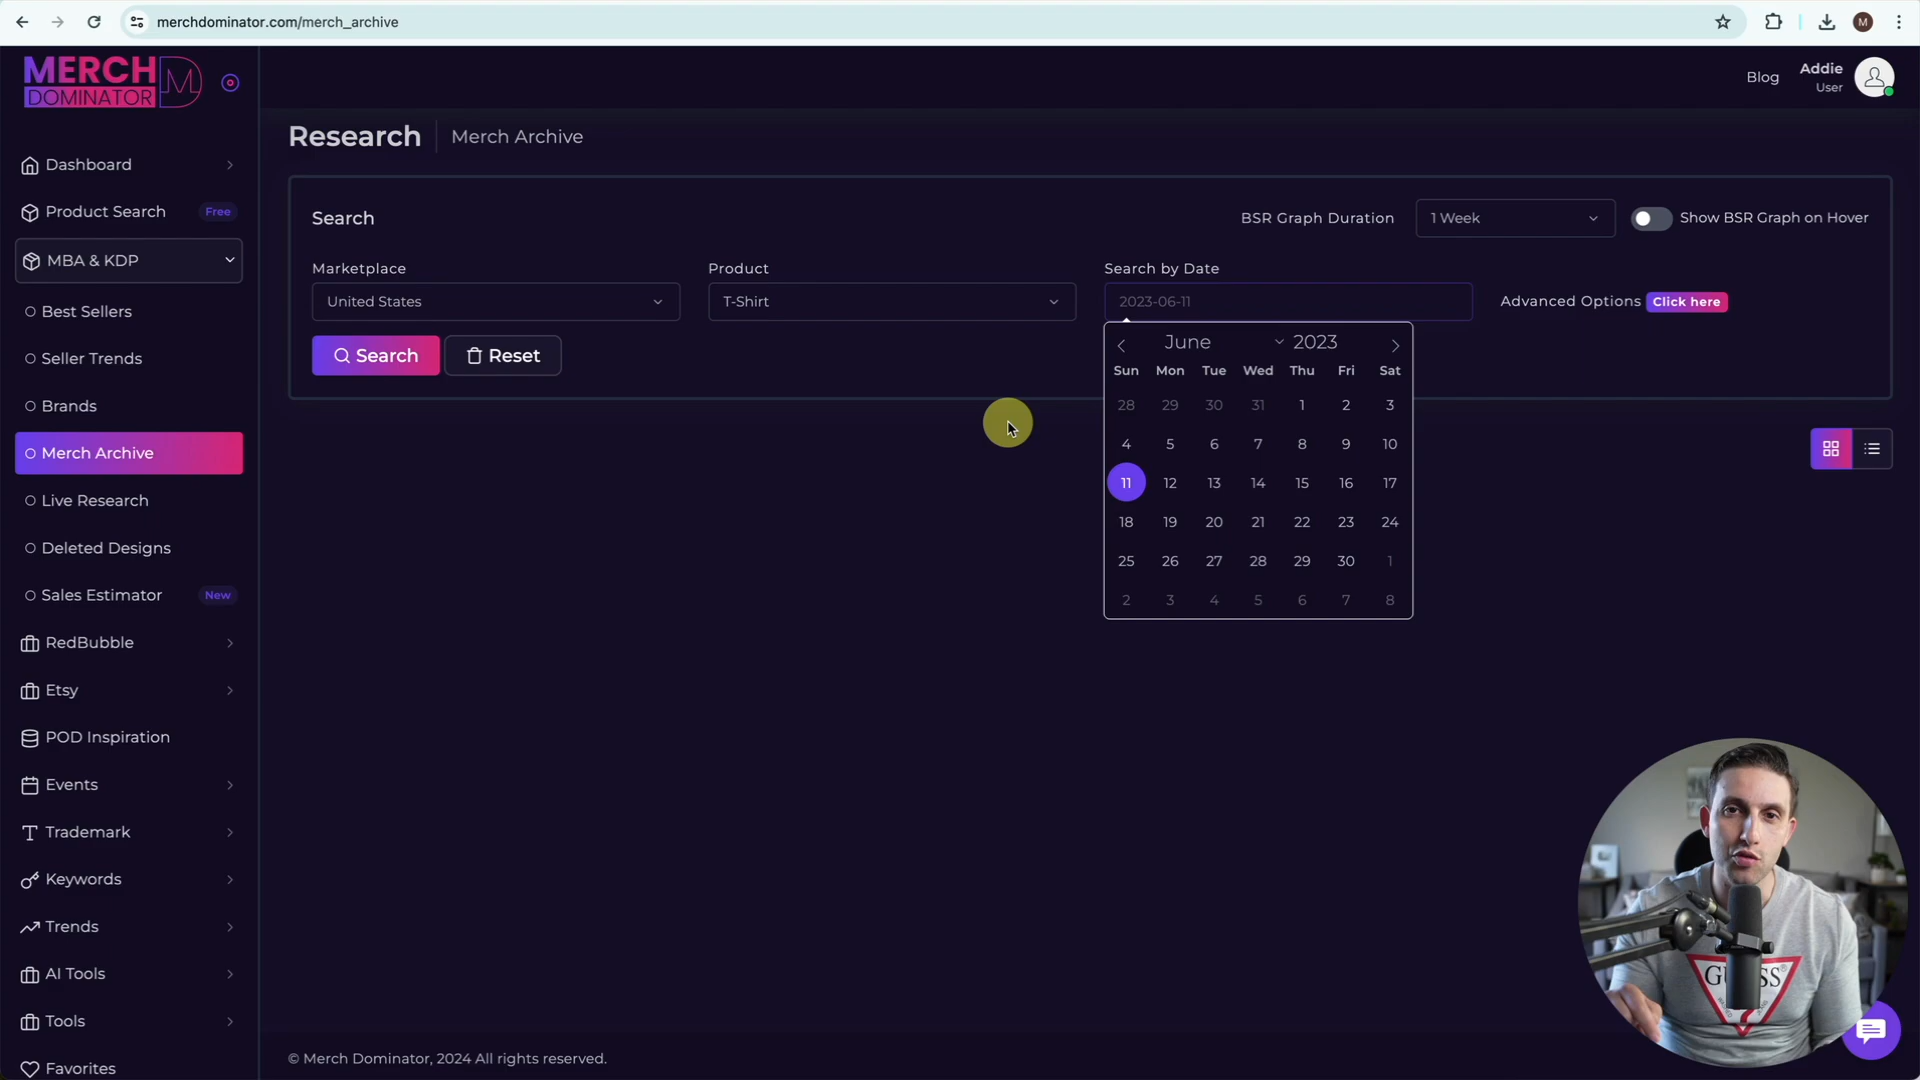 merchdominator.com/merch_archive
M
MERCH
DOMINATOR
Blog
Addie
User
Dashboard
Product Search
Free
MBA & KDP
Best Sellers
Seller Trends
Brands
Merch Archive
Live Research
Deleted Designs
Sales Estimator
New
RedBubble
Etsy
POD Inspiration
Events
Trademark
Keywords
Trends
AI Tools
Tools
Favorites
Research
Merch Archive
Search
BSR Graph Duration
1 Week
Show BSR Graph on Hover
Marketplace
Product
Search by Date
United States
T-Shirt
2023-06-11
Advanced Options Click here
Search
Reset
June 2023
Sun Mon Tue Wed Thu Fri Sat
28 29 30 31 1 2 3
4 5 6 7 8 9 10
11 12 13 14 15 16 17
18 19 20 21 22 23 24
25 26 27 28 29 30 1
2 3 4 5 6 7 8
© Merch Dominator, 2024 All rights reserved.